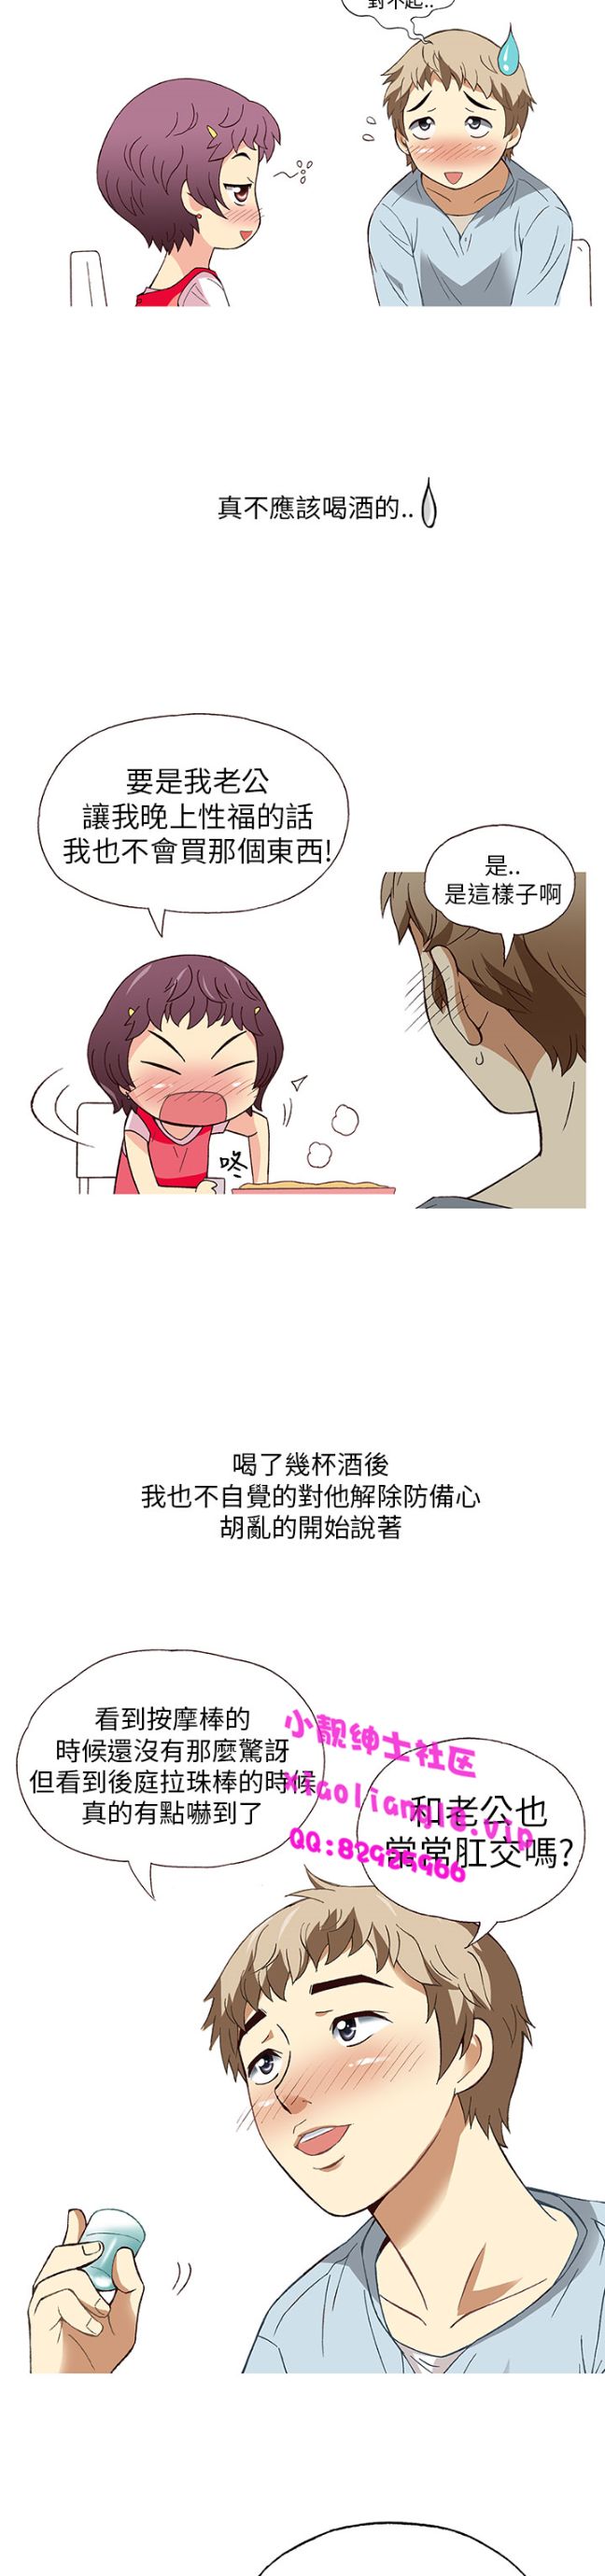 對不起..
真不應該喝酒的..
要是我老公
讓我晚上性福的話
我也不會買那個東西!
是..
是這樣子啊
咚
喝了幾杯酒後
我也不自覺的對他解除防備心
胡亂的開始說著
看到按摩棒的
時候還沒有那麼驚訝
但看到後庭拉珠棒的時候
真的有點嚇到了
小靓绅士社区
xiaoliang18.vip
QQ:82925966
和老公也
常常肛交嗎?